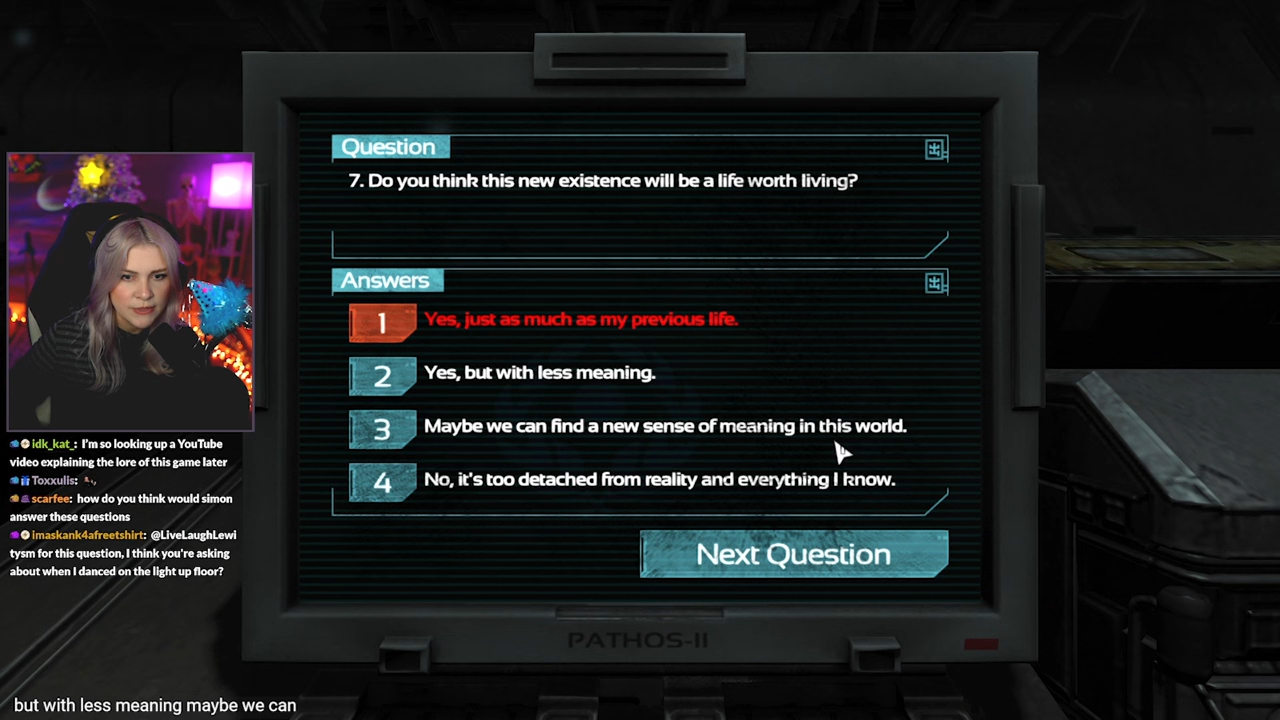 Question
7. Do you think this new existence will be a life worth living?
Answers
1 Yes, just as much as my previous life.
2 Yes, but with less meaning.
3 Maybe we can find a new sense of meaning in this world.
4 No, it's too detached from reality and everything I know.
Next Question
PATHOS-II
idk_kat_: I'm so looking up a YouTube
video explaining the lore of this game later
Toxxulis:
scarfee: how do you think would simon
answer these questions
imaskank4afreetshirt: @LiveLaughLewi
tysm for this question, I think you're asking
about when I danced on the light up floor?
but with less meaning maybe we can